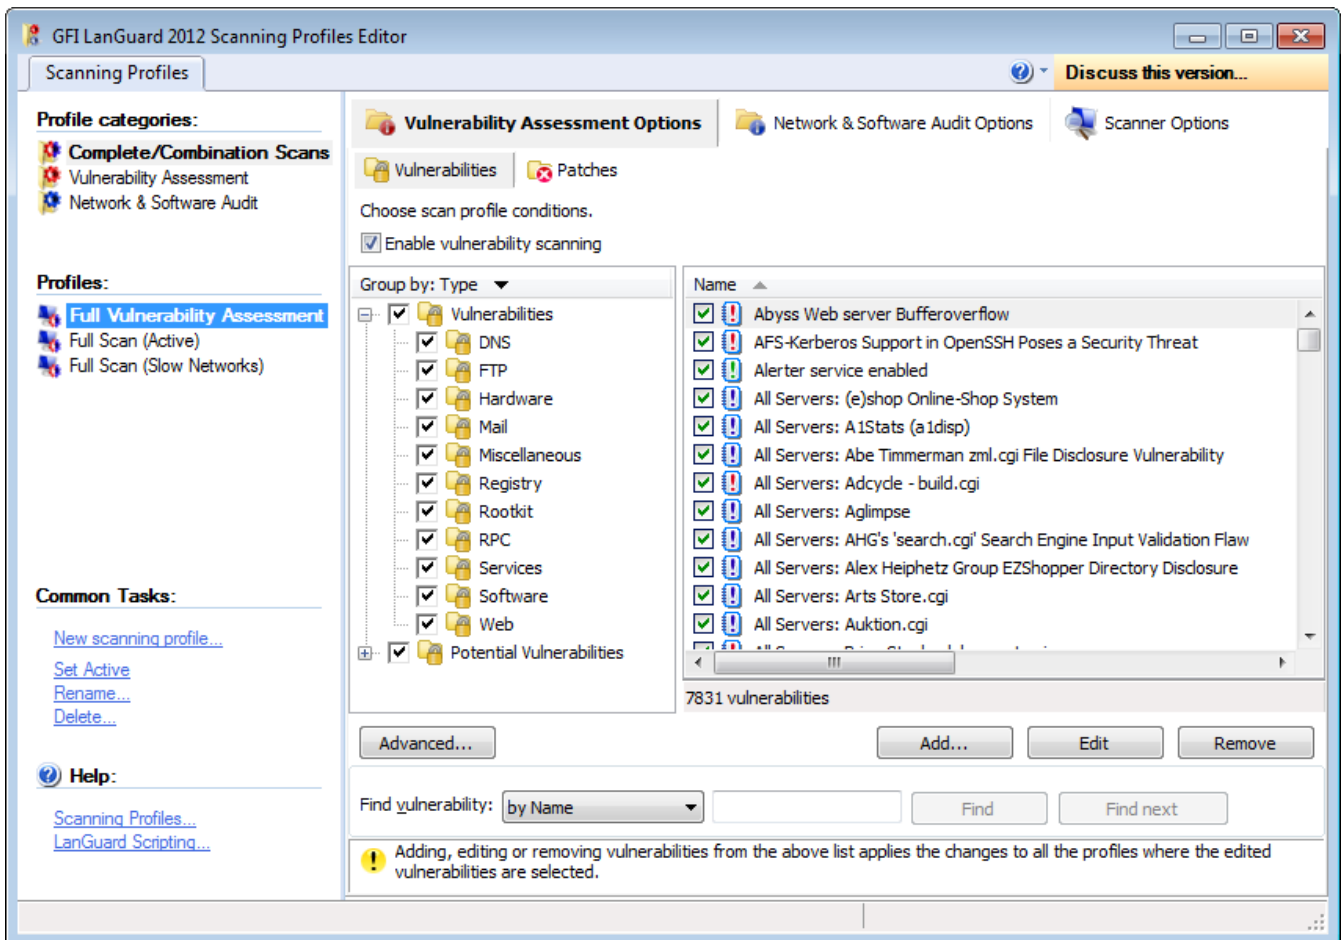 GFI LanGuard 2012 Scanning Profiles Editor
Scanning Profiles
Discuss this version...
Profile categories:
Complete/Combination Scans
Vulnerability Assessment
Network & Software Audit
Profiles:
Full Vulnerability Assessment
Full Scan (Active)
Full Scan (Slow Networks)
Common Tasks:
New scanning profile...
Set Active
Rename...
Delete...
Help:
Scanning Profiles...
LanGuard Scripting...
Vulnerability Assessment Options
Network & Software Audit Options
Scanner Options
Vulnerabilities
Patches
Choose scan profile conditions.
Enable vulnerability scanning
Group by: Type
Vulnerabilities
DNS
FTP
Hardware
Mail
Miscellaneous
Registry
Rootkit
RPC
Services
Software
Web
Potential Vulnerabilities
Name
Abyss Web server Bufferoverflow
AFS-Kerberos Support in OpenSSH Poses a Security Threat
Alerter service enabled
All Servers: (e)shop Online-Shop System
All Servers: A1Stats (a1disp)
All Servers: Abe Timmerman zml.cgi File Disclosure Vulnerability
All Servers: Adcycle - build.cgi
All Servers: Aglimpse
All Servers: AHG's 'search.cgi' Search Engine Input Validation Flaw
All Servers: Alex Heiphetz Group EZShopper Directory Disclosure
All Servers: Arts Store.cgi
All Servers: Auktion.cgi
7831 vulnerabilities
Advanced...
Add...
Edit
Remove
Find vulnerability:
by Name
Find
Find next
Adding, editing or removing vulnerabilities from the above list applies the changes to all the profiles where the edited
vulnerabilities are selected.